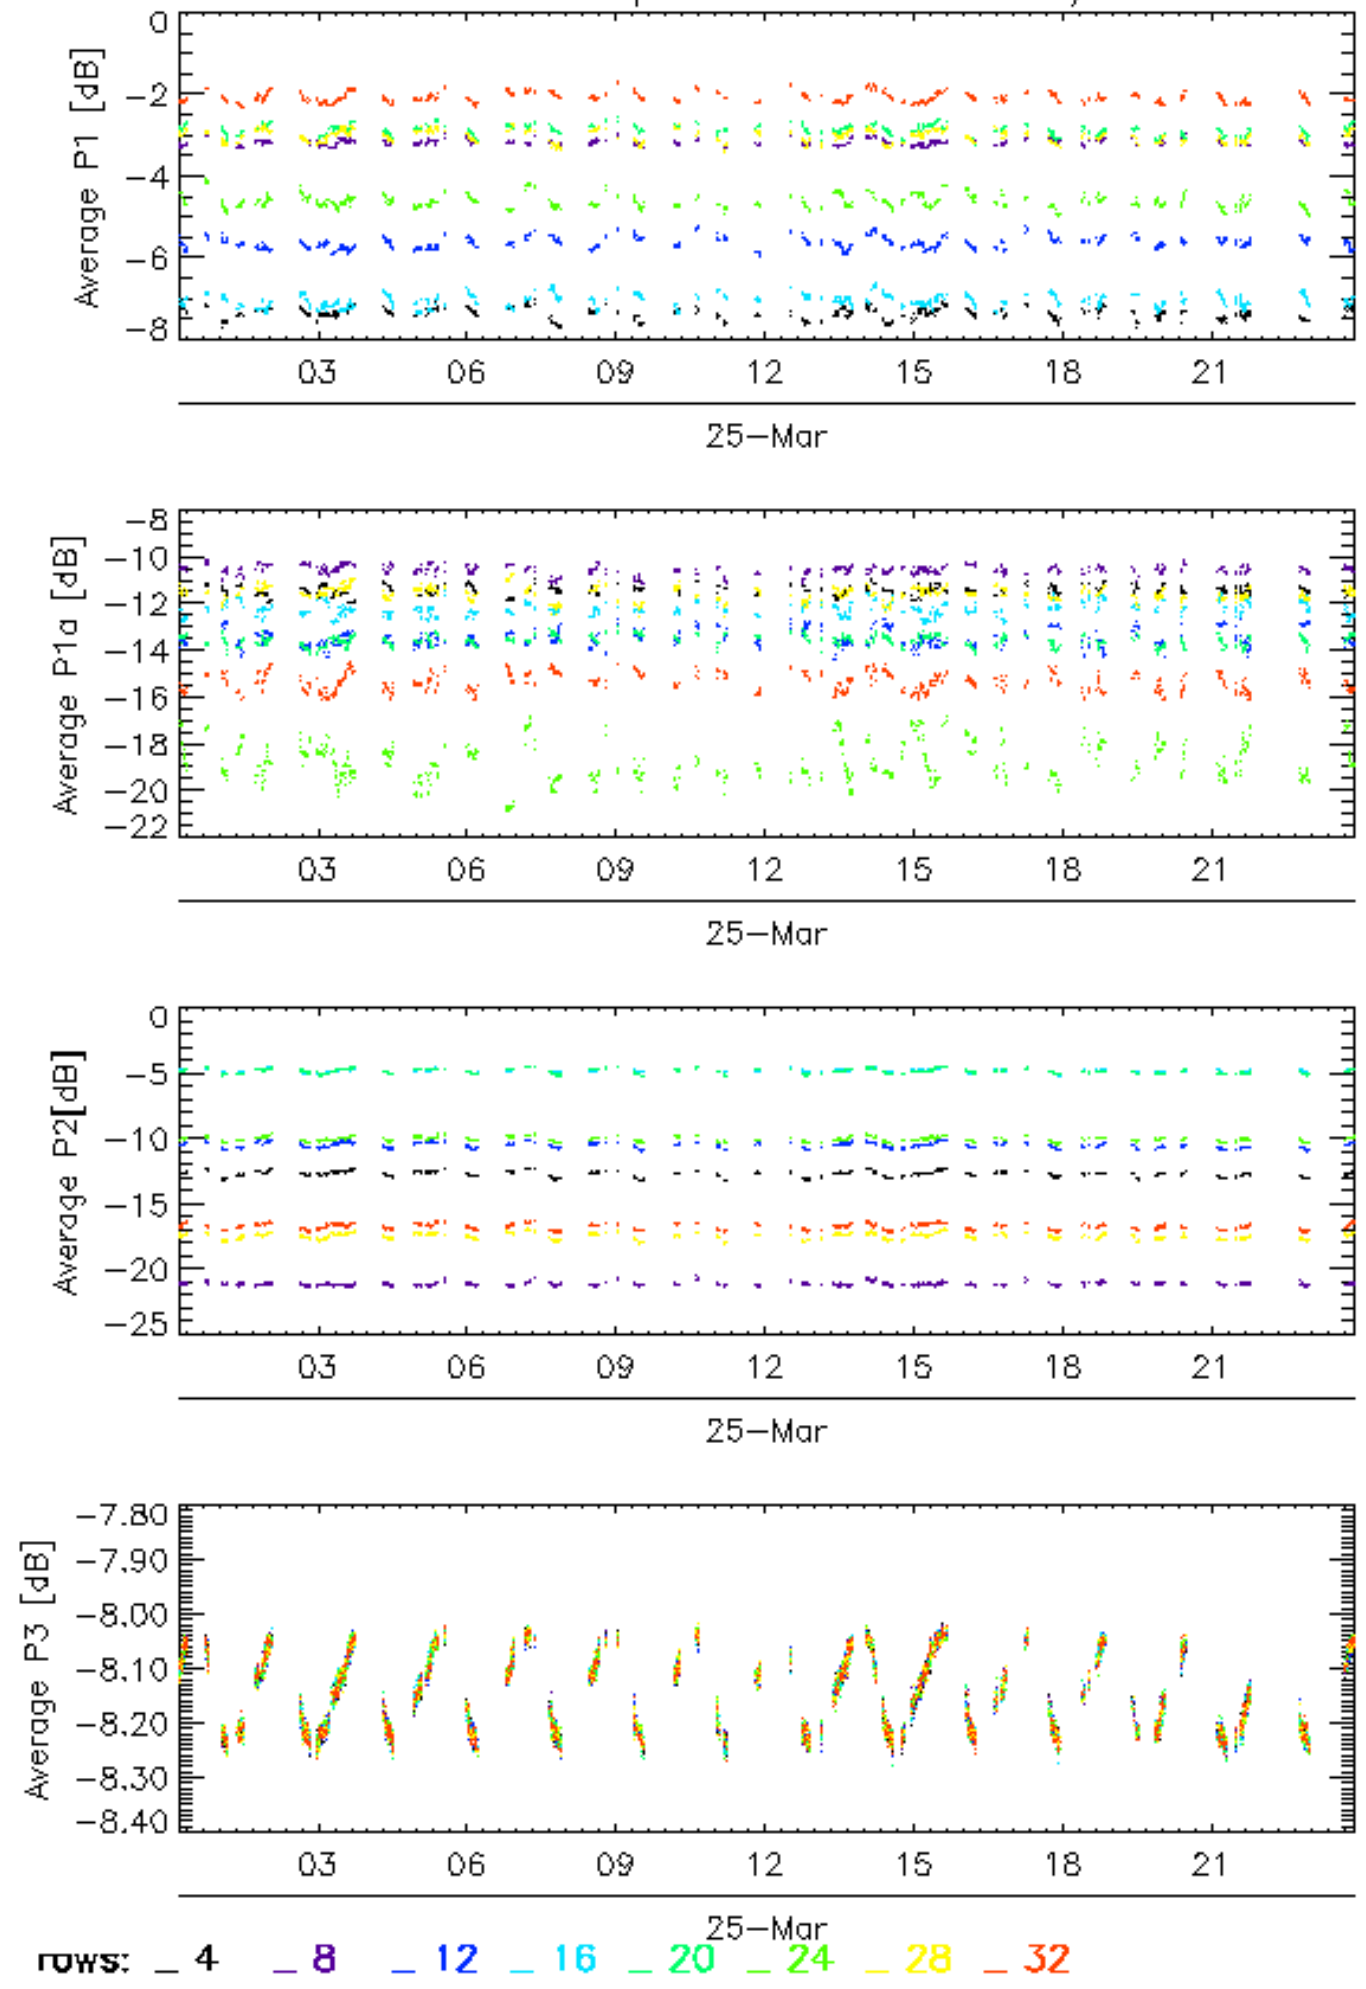 Average P1 [dB]
0
−2
−4
−6
−8
03 06 09 12 15 18 21
25−Mar
Average P1a [dB]
−8
−10
−12
−14
−16
−18
−20
−22
03 06 09 12 15 18 21
25−Mar
Average P2[dB]
0
−5
−10
−15
−20
−25
03 06 09 12 15 18 21
25−Mar
Average P3 [dB]
−7.80
−7.90
−8.00
−8.10
−8.20
−8.30
−8.40
03 06 09 12 15 18 21
25−Mar
rows: _ 4 _ 8 _ 12 _ 16 _ 20 _ 24 _ 28 _ 32